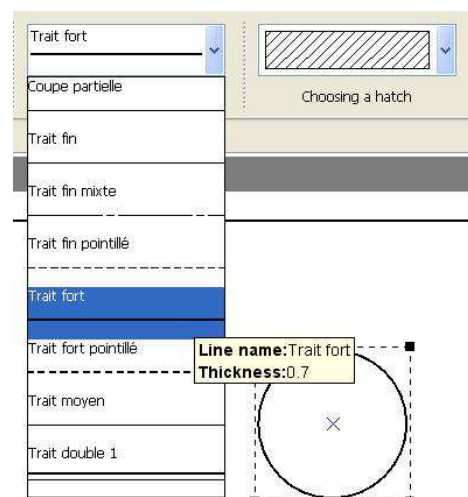 Trait fort
Choosing a hatch
Coupe partielle
Trait fin
Trait fin mixte
Trait fin pointillé
Trait fort
Trait fort pointillé
Line name:Trait fort
Thickness:0.7
Trait moyen
Trait double 1